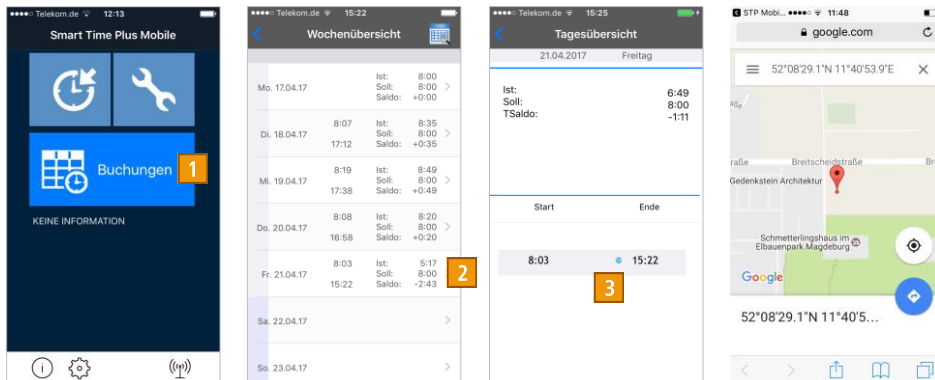 Telekom.de 12:13
Smart Time Plus Mobile
Buchungen
1
KEINE INFORMATION
Telekom.de 15:22
Wochenübersicht
Mo. 17.04.17 Ist: 8:00
Soll: 8:00
Saldo: +0:00
Di. 18.04.17 8:07 17:12 Ist: 8:35
Soll: 8:00
Saldo: +0:35
Mi. 19.04.17 8:19 17:38 Ist: 8:49
Soll: 8:00
Saldo: +0:49
Do. 20.04.17 8:08 16:58 Ist: 8:20
Soll: 8:00
Saldo: +0:20
Fr. 21.04.17 8:03 15:22 Ist: 5:17
Soll: 8:00
Saldo: -2:43
2
Sa. 22.04.17
So. 23.04.17
Telekom.de 15:25
Tagesübersicht
21.04.2017 Freitag
Ist: 6:49
Soll: 8:00
TSaldo: -1:11
Start Ende
8:03 15:22
3
STP Mobi... 11:48
google.com
52°08'29.1"N 11°40'53.9"E
raße Breitscheidstraße Br
Gedenkstein Architektur
Schmetterlingshaus im
Elbauenpark Magdeburg
Google
52°08'29.1"N 11°40'5...